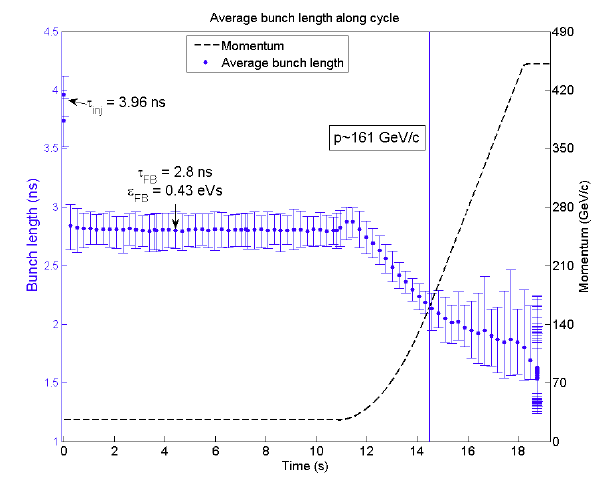 Average bunch length along cycle
4.5
4
3.5
3
2.5
2
1.5
1
Bunch length (ns)
490
450
350
280
210
140
70
0
Momentum (GeV/c)
Momentum
Average bunch length
τinj = 3.96 ns
p~161 GeV/c
τFB = 2.8 ns
εFB = 0.43 eVs
0 2 4 6 8 10 12 14 16 18
Time (s)